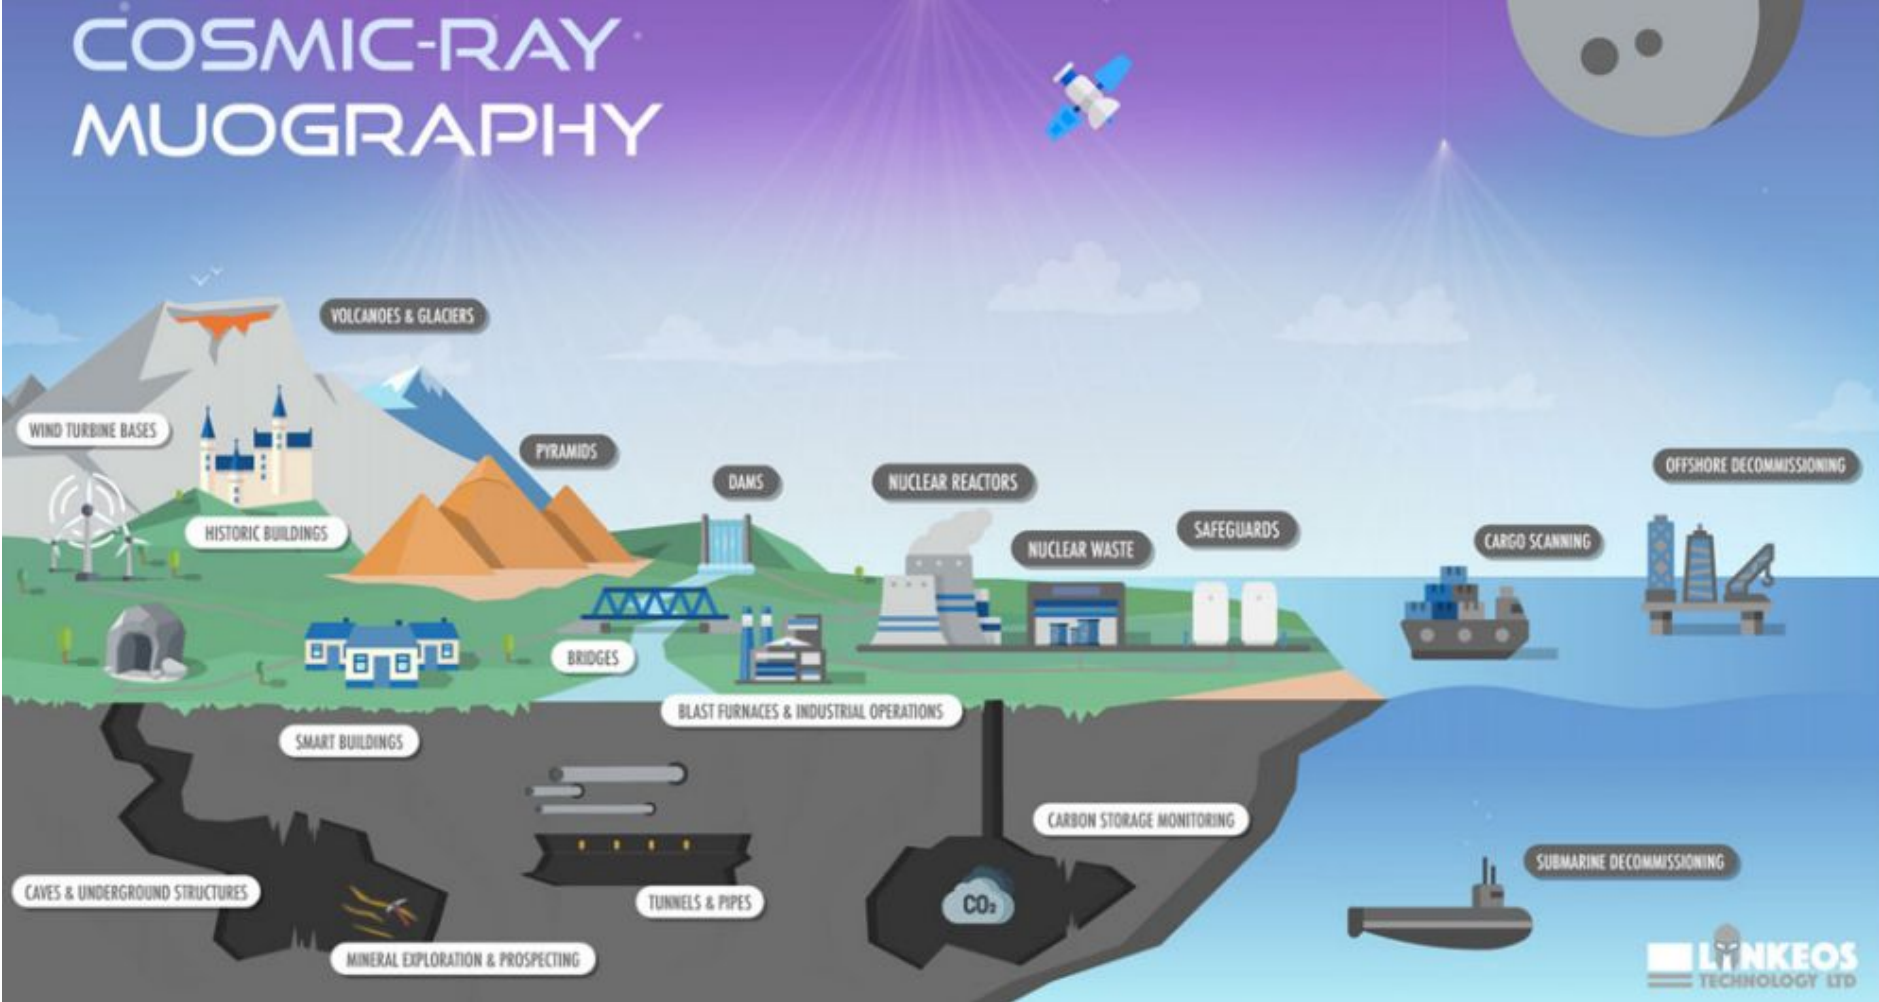 COSMIC-RAY
MUOGRAPHY
VOLCANOES & GLACIERS
WIND TURBINE BASES
PYRAMIDS
HISTORIC BUILDINGS
DAMS
NUCLEAR REACTORS
NUCLEAR WASTE
SAFEGUARDS
CARGO SCANNING
OFFSHORE DECOMMISSIONING
BRIDGES
BLAST FURNACES & INDUSTRIAL OPERATIONS
SMART BUILDINGS
CARBON STORAGE MONITORING
CAVES & UNDERGROUND STRUCTURES
TUNNELS & PIPES
CO₂
SUBMARINE DECOMMISSIONING
MINERAL EXPLORATION & PROSPECTING
LYNKEOS
TECHNOLOGY LTD